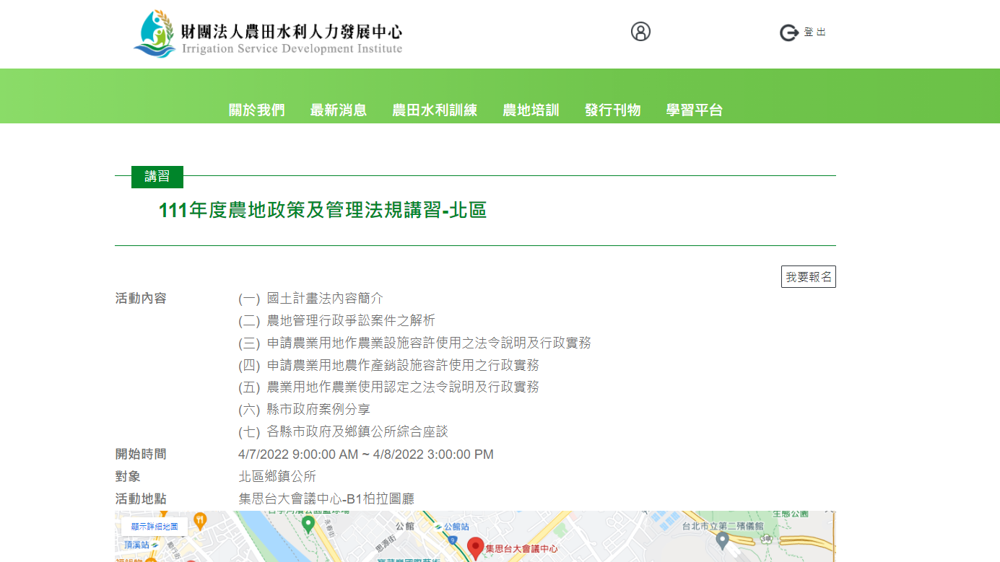 財團法人農田水利人力發展中心
Irrigation Service Development Institute
登出
關於我們 最新消息 農田水利訓練 農地培訓 發行刊物 學習平台
講習
111年度農地政策及管理法規講習-北區
我要報名
活動內容 (一) 國土計畫法內容簡介
(二) 農地管理行政爭訟案件之解析
(三) 申請農業用地作農業設施容許使用之法令說明及行政實務
(四) 申請農業用地農作產銷設施容許使用之行政實務
(五) 農業用地作農業使用認定之法令說明及行政實務
(六) 縣市政府案例分享
(七) 各縣市政府及鄉鎮公所綜合座談
開始時間 4/7/2022 9:00:00 AM ~ 4/8/2022 3:00:00 PM
對象 北區鄉鎮公所
活動地點 集思台大會議中心-B1柏拉圖廳
生態公園
顯示詳細地圖
永春街
公館
公館站
台北市立第二殯儀館
思源街
9
頂溪站
集思台大會議中心